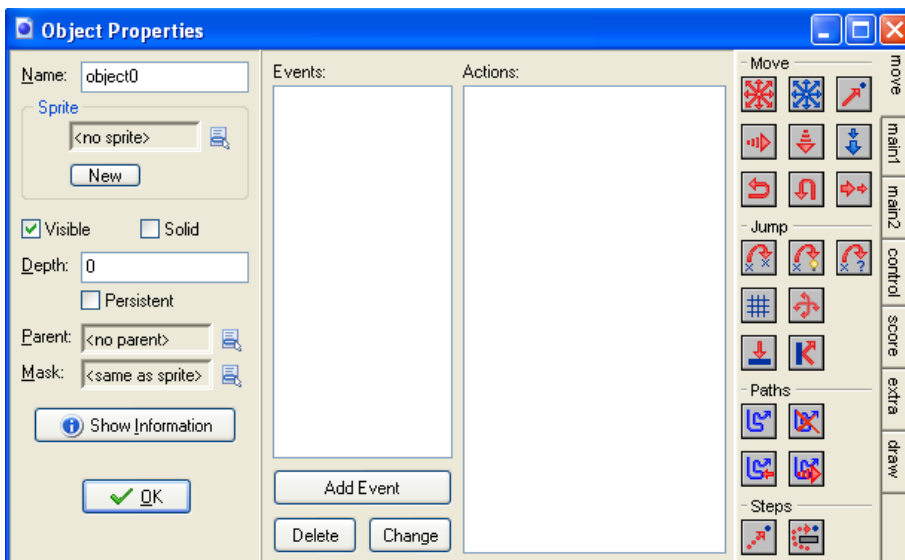 Object Properties
Name: object0
Sprite
<no sprite>
New
Visible
Solid
Depth: 0
Persistent
Parent: <no parent>
Mask: <same as sprite>
Show Information
OK
Events:
Add Event
Delete
Change
Actions:
Move
Jump
Paths
Steps
move
main1
main2
control
score
extra
draw